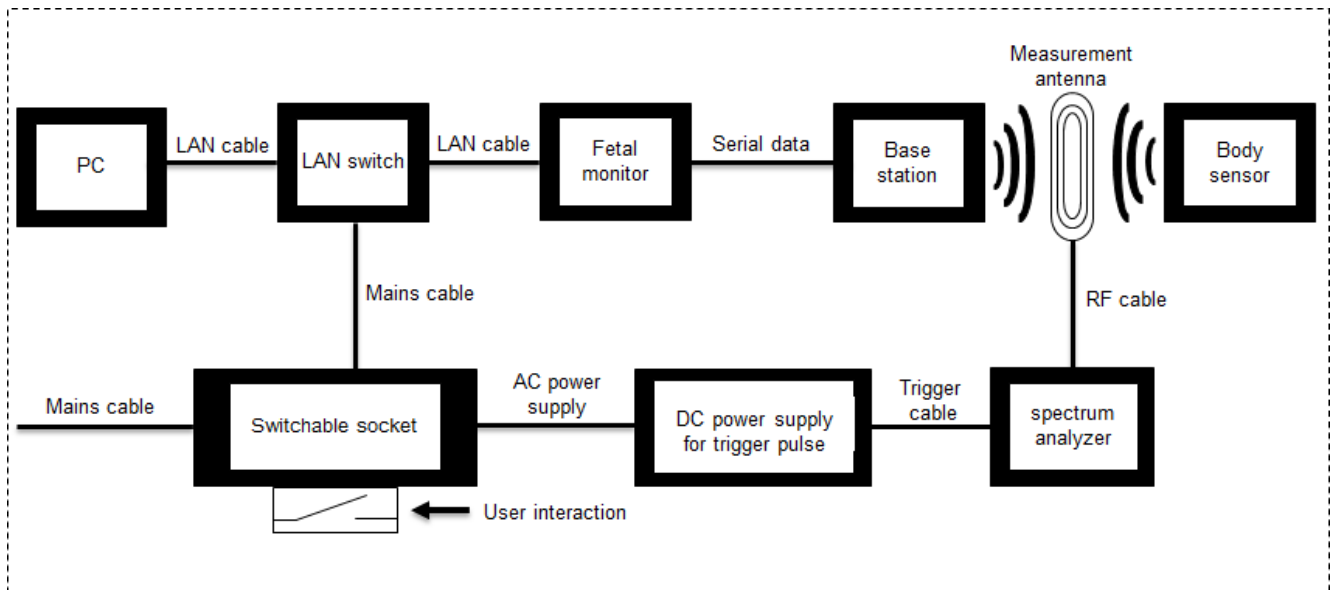 Measurement
antenna
PC
LAN cable
LAN switch
LAN cable
Fetal
monitor
Serial data
Base
station
Body
sensor
Mains cable
RF cable
Mains cable
Switchable socket
AC power
supply
DC power supply
for trigger pulse
Trigger
cable
spectrum
analyzer
User interaction